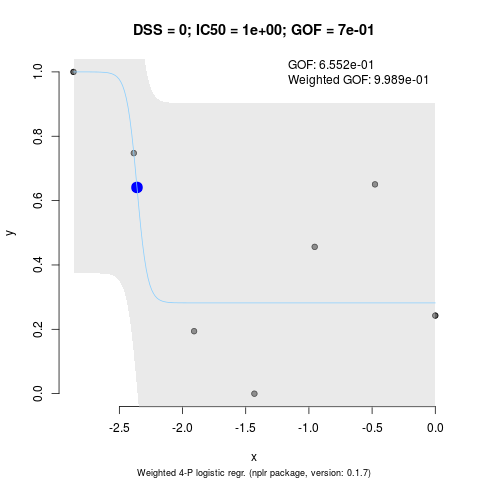 DSS = 0; IC50 = 1e+00; GOF = 7e-01
GOF: 6.552e-01
Weighted GOF: 9.989e-01
1.0
0.8
0.6
0.4
0.2
0.0
y
-2.5 -2.0 -1.5 -1.0 -0.5 0.0
x
Weighted 4-P logistic regr. (nplr package, version: 0.1.7)